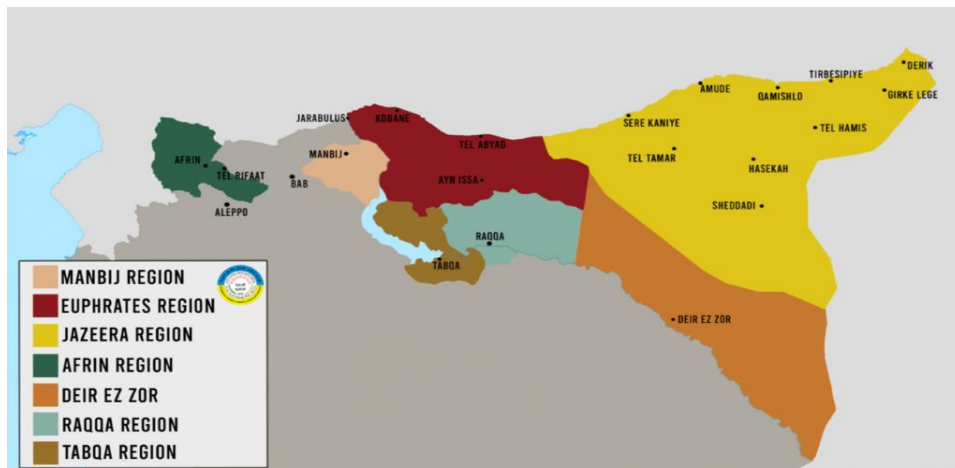 DERIK
TIRBESIPIYE
AMUDE
QAMISHLO
GIRKE LEGE
JARABULUS
KOBANE
SERE KANIYE
TEL HAMIS
TEL ABYAD
MANBIJ
TEL TAMAR
HASEKAH
AFRIN
TEL RIFAAT
BAB
AYN ISSA
ALEPPO
SHEDDADI
RAQQA
TABQA
DEIR EZ ZOR
MANBIJ REGION
EUPHRATES REGION
JAZEERA REGION
AFRIN REGION
DEIR EZ ZOR
RAQQA REGION
TABQA REGION